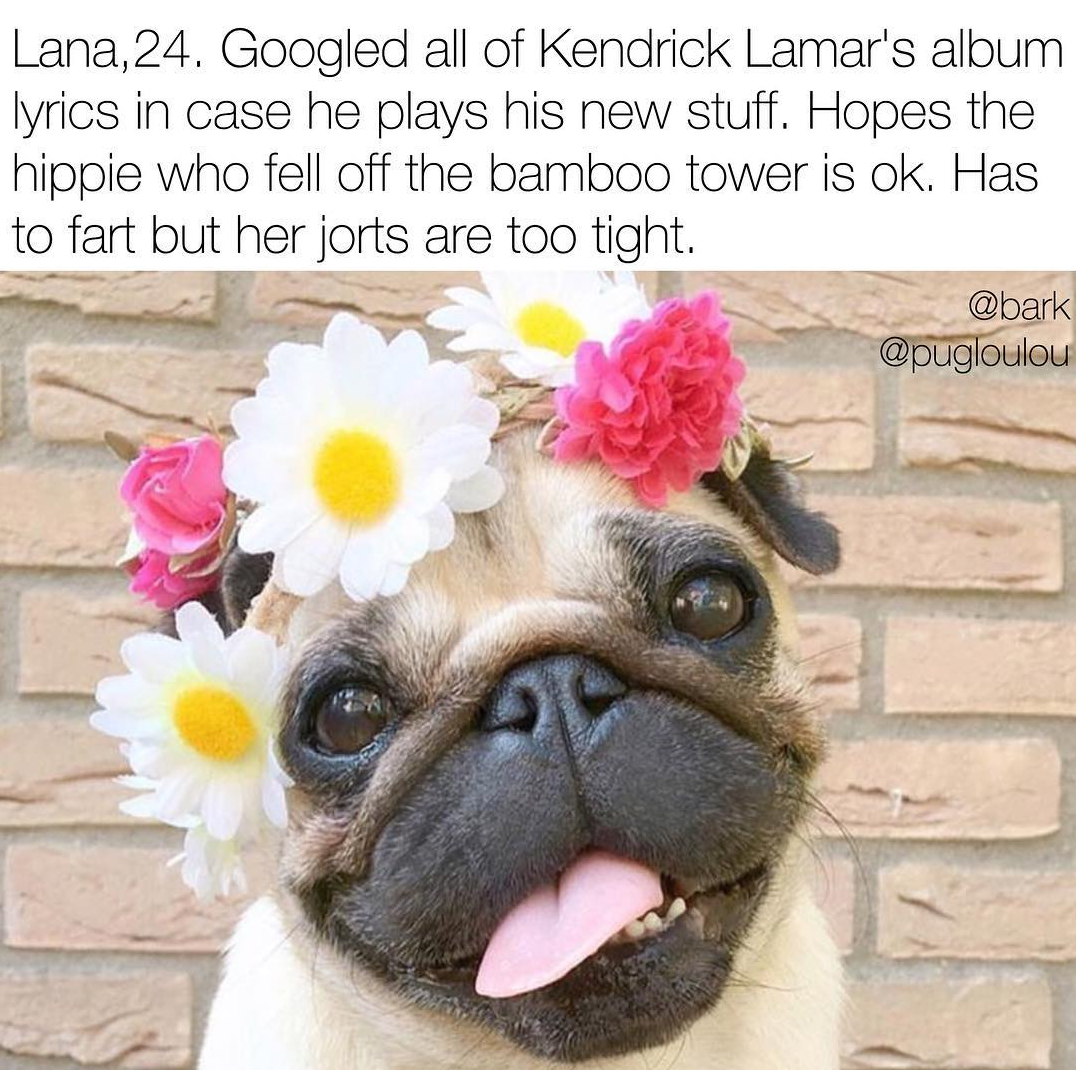 Lana,24. Googled all of Kendrick Lamar's album
lyrics in case he plays his new stuff. Hopes the
hippie who fell off the bamboo tower is ok. Has
to fart but her jorts are too tight.
@bark
@pugloulou